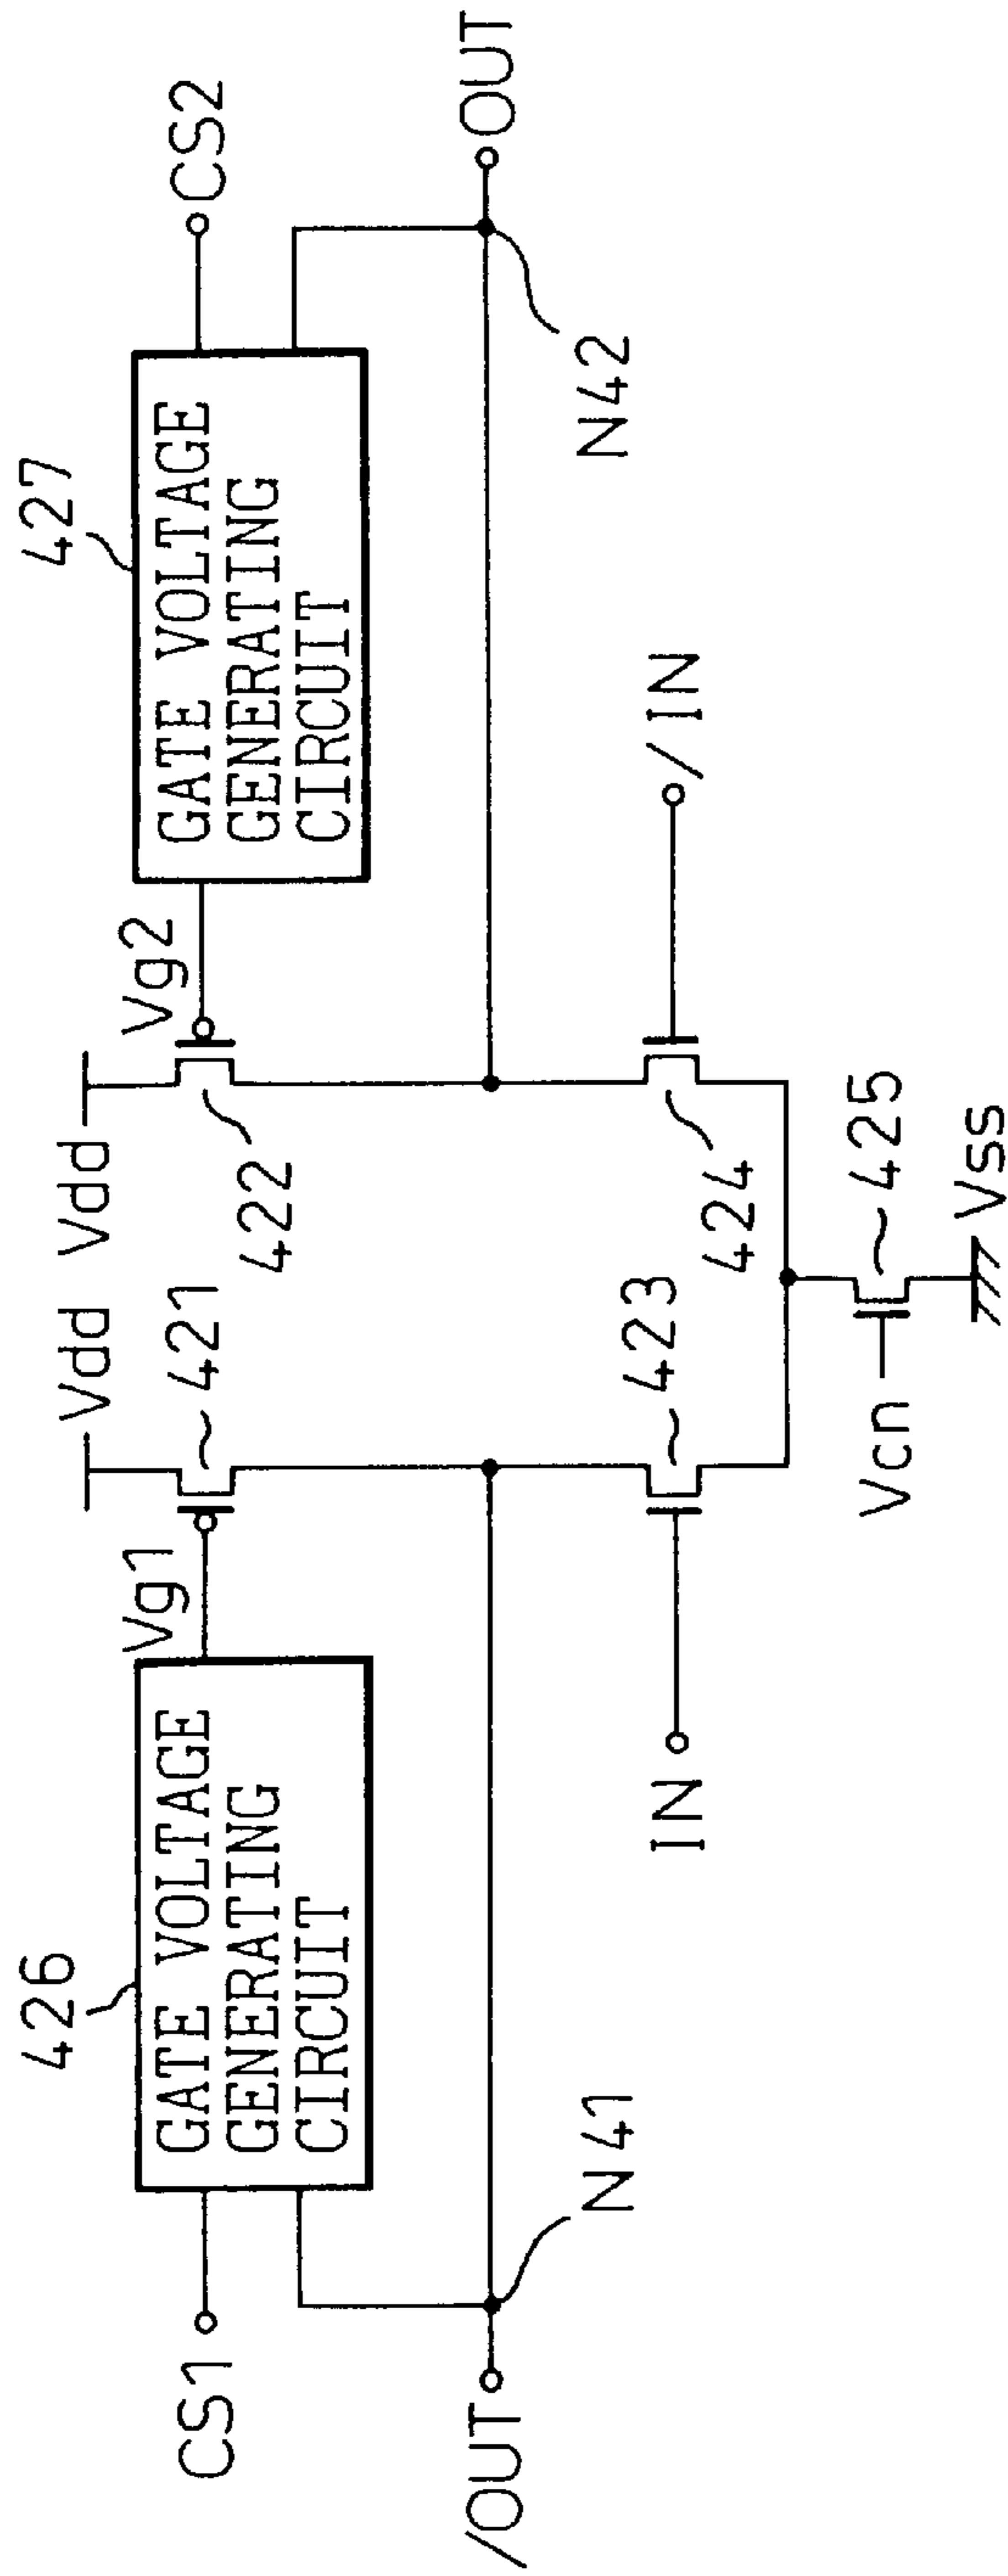 426
427
CS1
GATE VOLTAGE
GENERATING
CIRCUIT
Vg1
Vdd
421
Vdd
422
Vg2
GATE VOLTAGE
GENERATING
CIRCUIT
CS2
/OUT
N41
N42
OUT
IN
423
424
/IN
Vcn
425
Vss